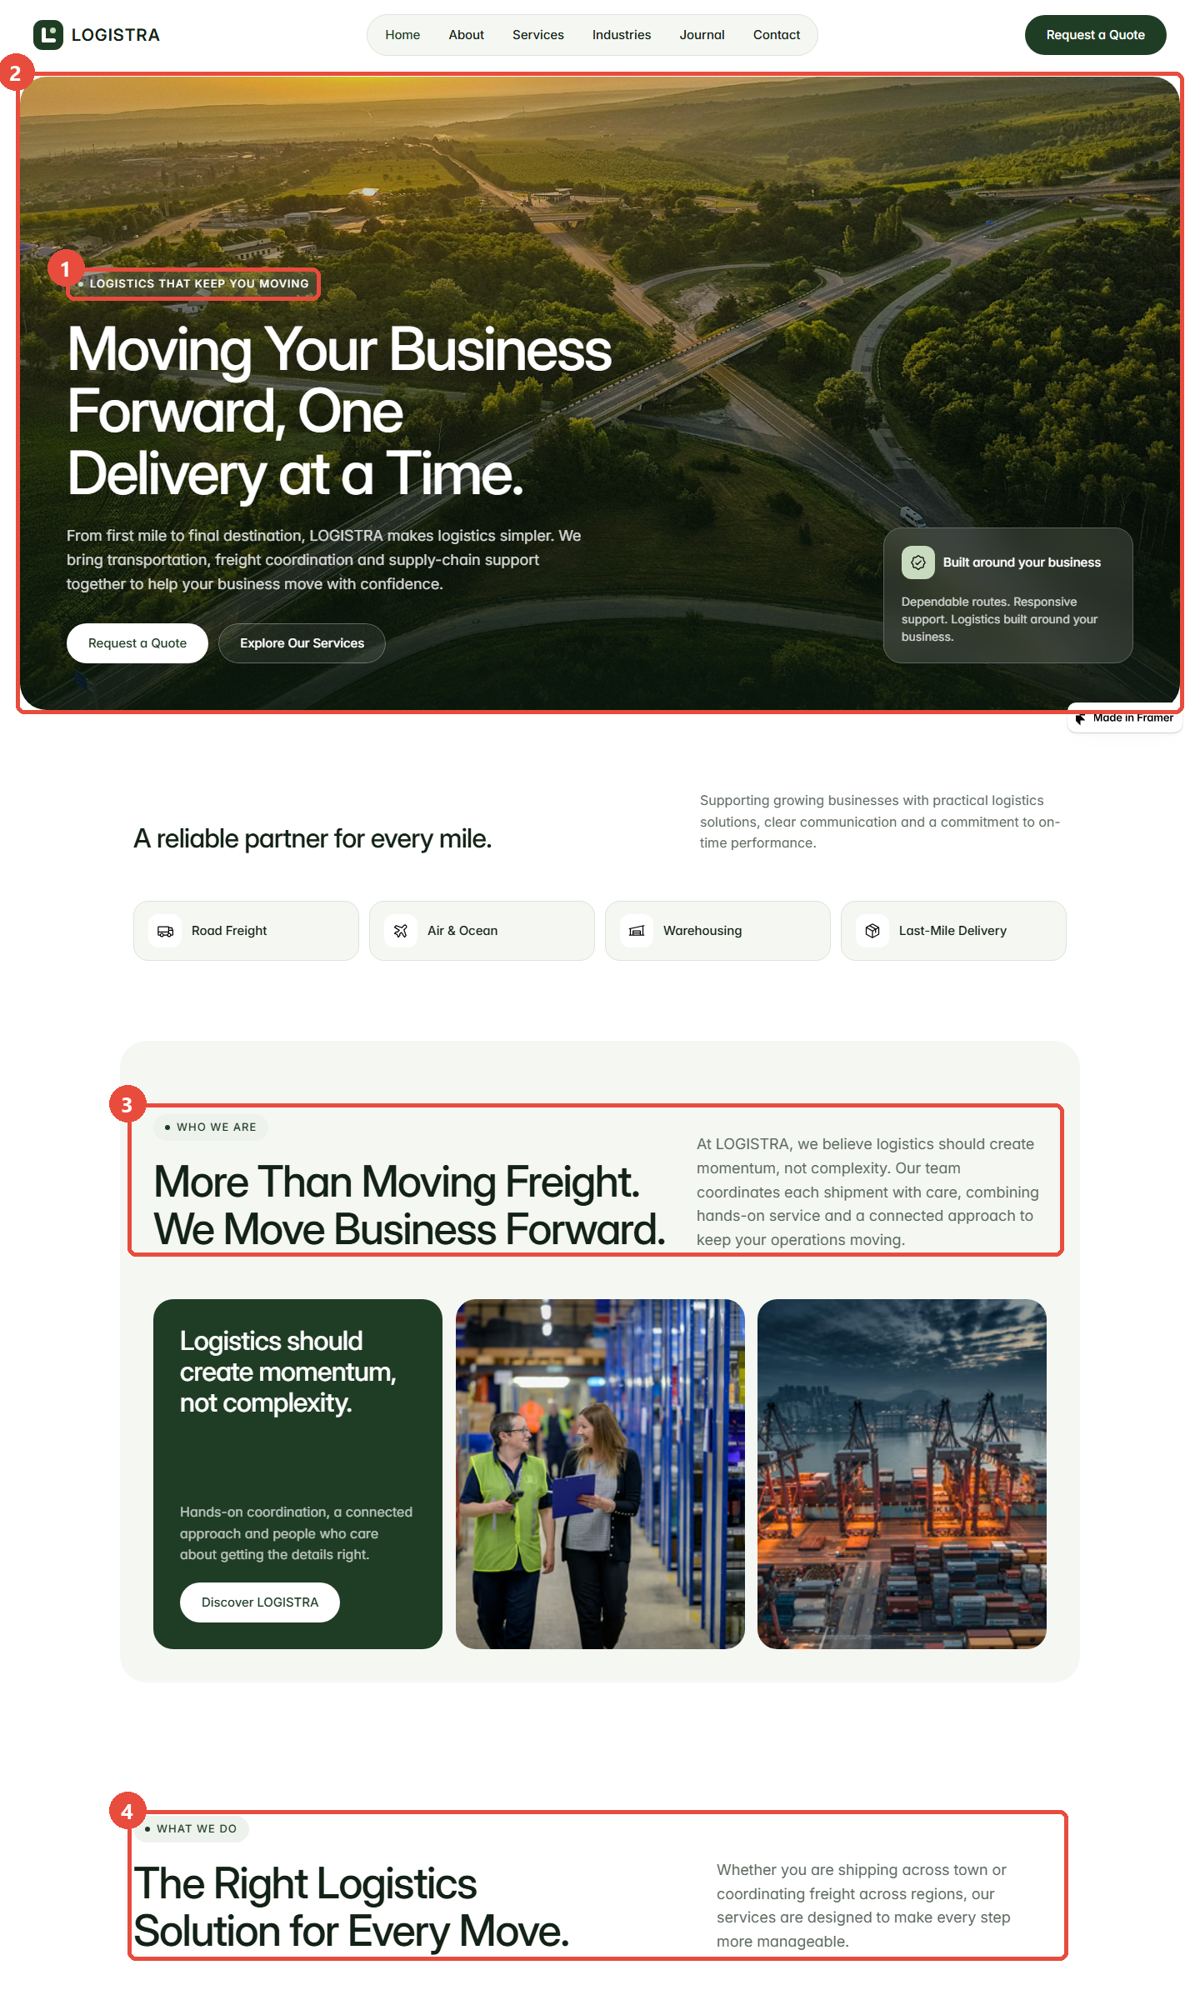 LOGISTRA
Home About Services Industries Journal Contact
Request a Quote
2
1
LOGISTICS THAT KEEP YOU MOVING
Moving Your Business
Forward, One
Delivery at a Time.
From first mile to final destination, LOGISTRA makes logistics simpler. We
bring transportation, freight coordination and supply-chain support
together to help your business move with confidence.
Request a Quote
Explore Our Services
Built around your business
Dependable routes. Responsive
support. Logistics built around your
business.
Made in Framer
A reliable partner for every mile.
Supporting growing businesses with practical logistics
solutions, clear communication and a commitment to on-
time performance.
Road Freight
Air & Ocean
Warehousing
Last-Mile Delivery
3
WHO WE ARE
More Than Moving Freight.
We Move Business Forward.
At LOGISTRA, we believe logistics should create
momentum, not complexity. Our team
coordinates each shipment with care, combining
hands-on service and a connected approach to
keep your operations moving.
Logistics should
create momentum,
not complexity.
Hands-on coordination, a connected
approach and people who care
about getting the details right.
Discover LOGISTRA
4
WHAT WE DO
The Right Logistics
Solution for Every Move.
Whether you are shipping across town or
coordinating freight across regions, our
services are designed to make every step
more manageable.